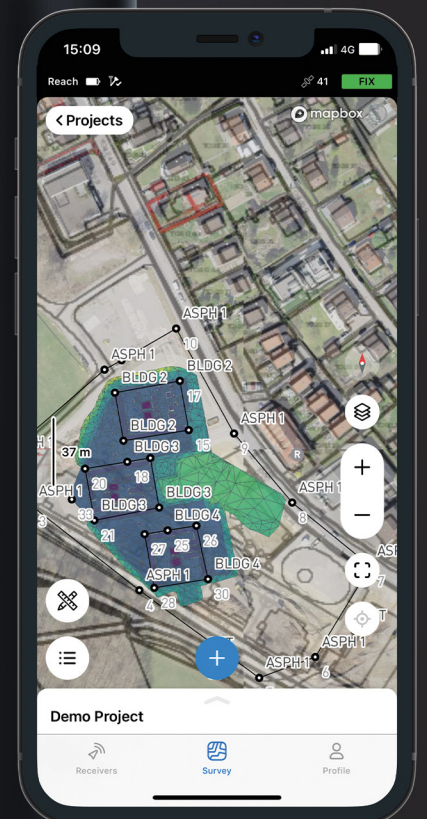 15:09
4G
Reach
41
FIX
Projects
mapbox
ASPH 1
10
ASPH 1
BLDG 2
BLDG 2
17
ASPH 1
BLDG 2
15
9
37 m
BLDG 3
18
R
20
ASPH 1
ASPH 1
8
BLDG 3
BLDG 3
33
21
BLDG 4
27
25
26
BLDG 4
7
ASPH 1
4
28
30
ASPH 1
6
ASPH 1
Demo Project
Receivers
Survey
Profile